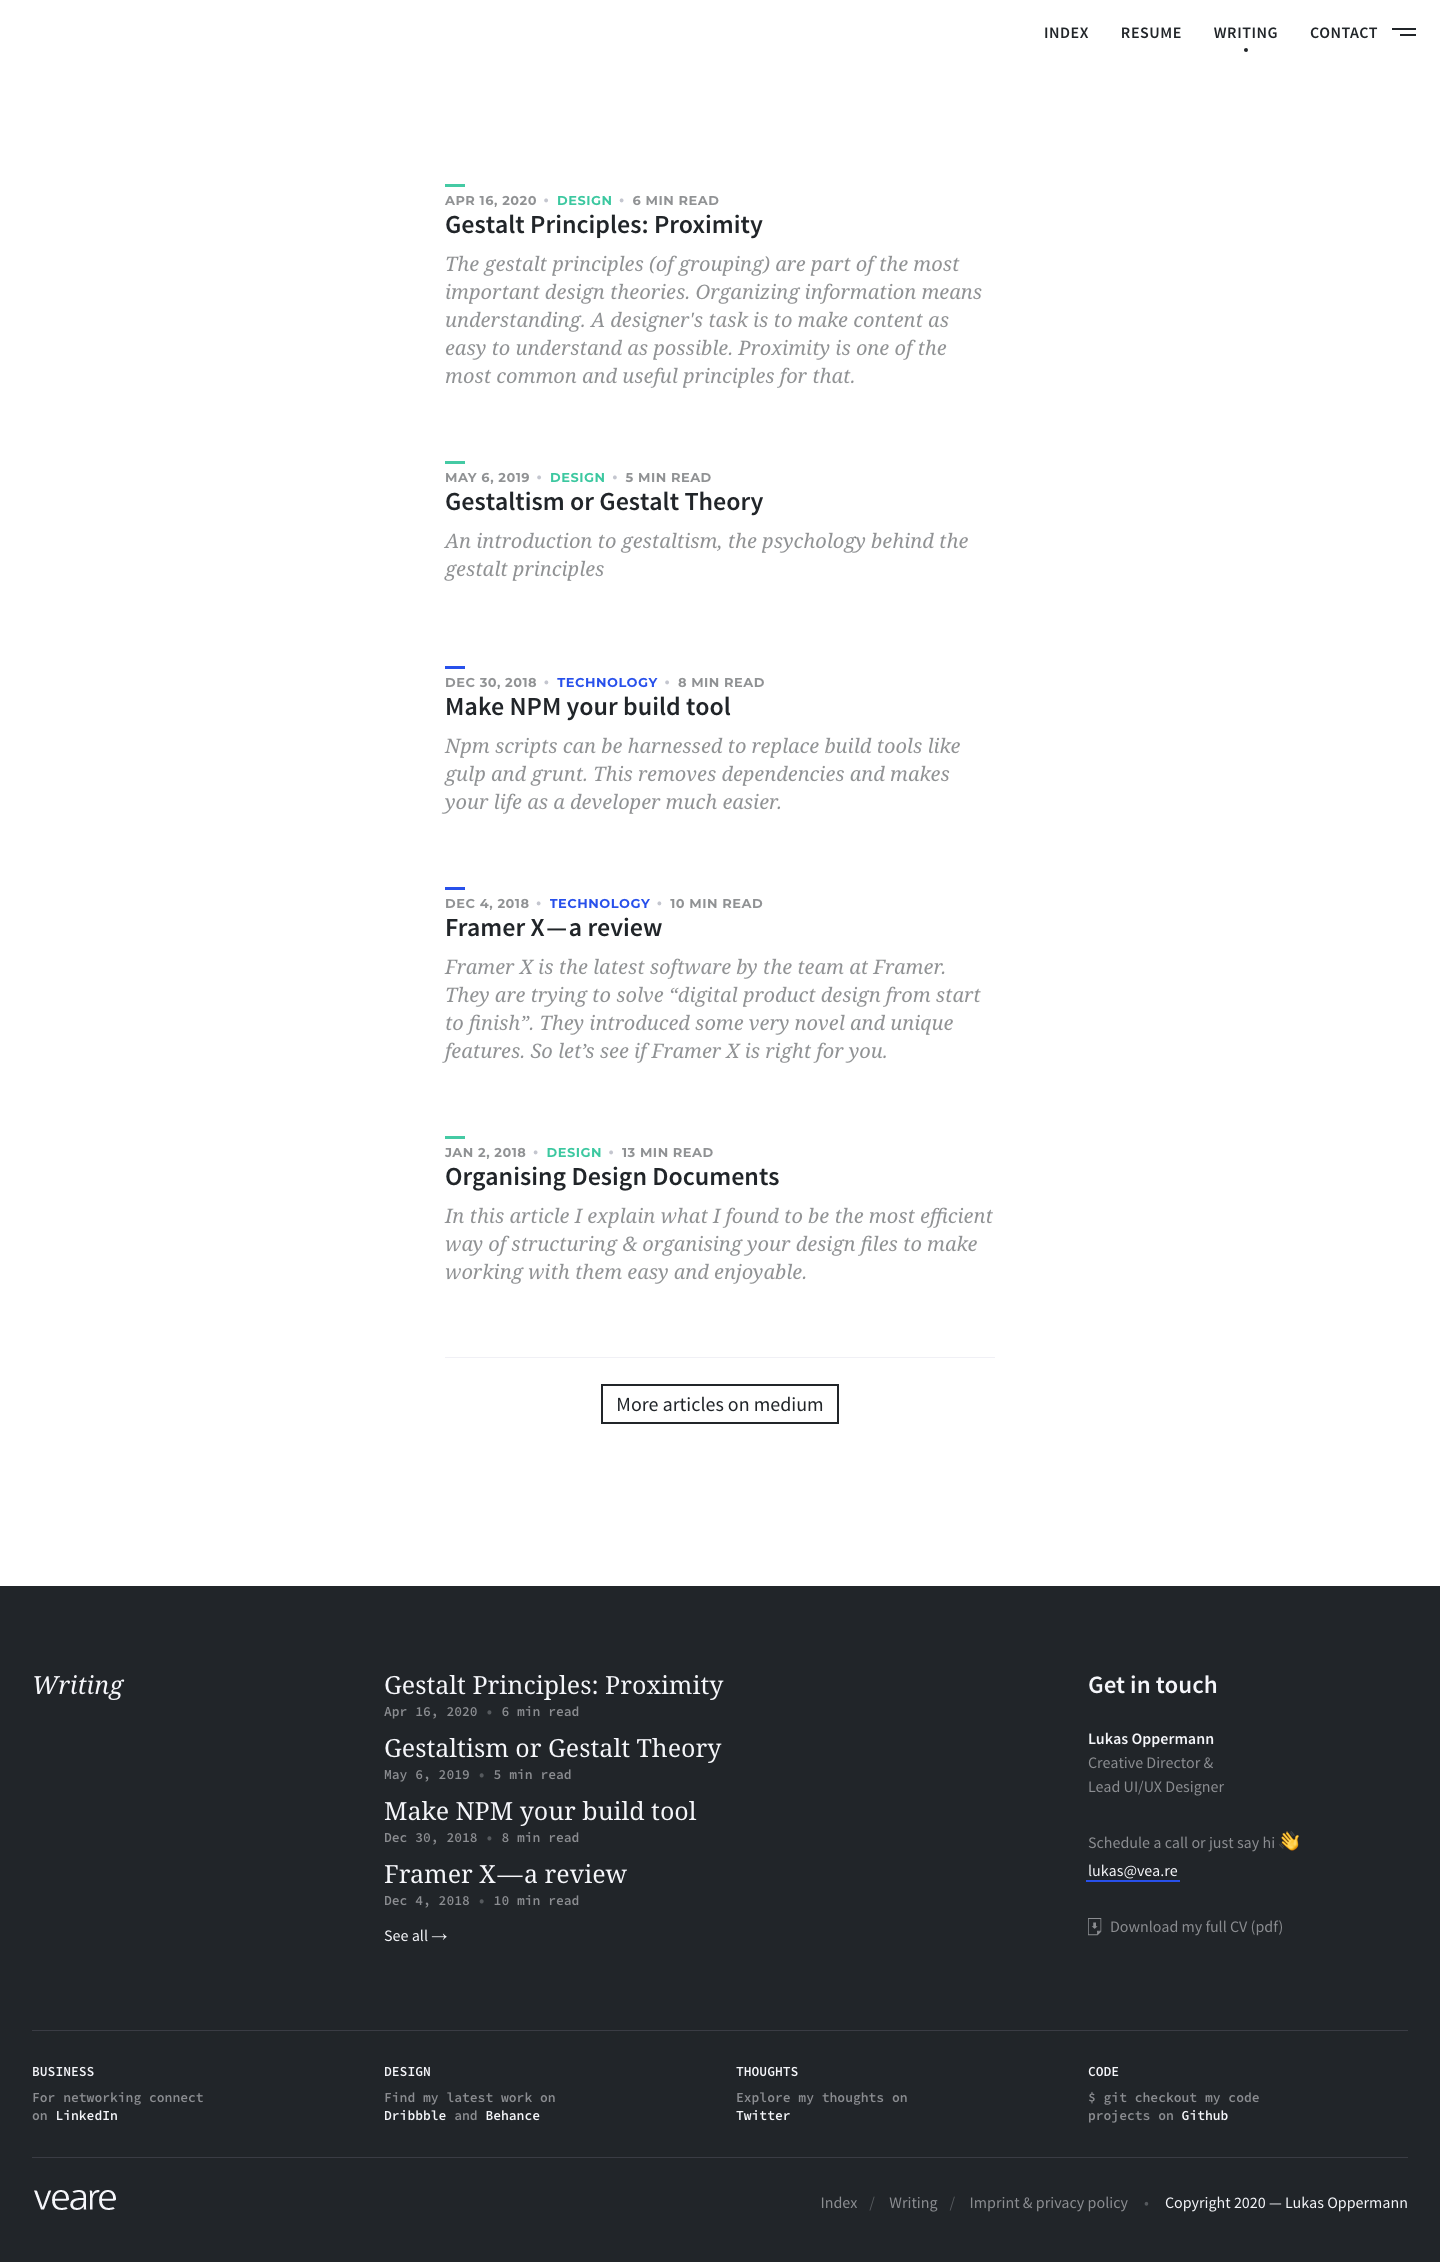 INDEX RESUME WRITING CONTACT
APR 16, 2020 • DESIGN • 6 MIN READ
Gestalt Principles: Proximity
The gestalt principles (of grouping) are part of the most
important design theories. Organizing information means
understanding. A designer's task is to make content as
easy to understand as possible. Proximity is one of the
most common and useful principles for that.
MAY 6, 2019 • DESIGN • 5 MIN READ
Gestaltism or Gestalt Theory
An introduction to gestaltism, the psychology behind the
gestalt principles
DEC 30, 2018 • TECHNOLOGY • 8 MIN READ
Make NPM your build tool
Npm scripts can be harnessed to replace build tools like
gulp and grunt. This removes dependencies and makes
your life as a developer much easier.
DEC 4, 2018 • TECHNOLOGY • 10 MIN READ
Framer X — a review
Framer X is the latest software by the team at Framer.
They are trying to solve “digital product design from start
to finish”. They introduced some very novel and unique
features. So let’s see if Framer X is right for you.
JAN 2, 2018 • DESIGN • 13 MIN READ
Organising Design Documents
In this article I explain what I found to be the most efficient
way of structuring & organising your design files to make
working with them easy and enjoyable.
More articles on medium
Writing
Gestalt Principles: Proximity
Apr 16, 2020 • 6 min read
Gestaltism or Gestalt Theory
May 6, 2019 • 5 min read
Make NPM your build tool
Dec 30, 2018 • 8 min read
Framer X — a review
Dec 4, 2018 • 10 min read
See all →
Get in touch
Lukas Oppermann
Creative Director &
Lead UI/UX Designer
Schedule a call or just say hi 👋
lukas@vea.re
Download my full CV (pdf)
BUSINESS
For networking connect
on LinkedIn
DESIGN
Find my latest work on
Dribbble and Behance
THOUGHTS
Explore my thoughts on
Twitter
CODE
$ git checkout my code
projects on Github
veare
Index / Writing / Imprint & privacy policy • Copyright 2020 — Lukas Oppermann